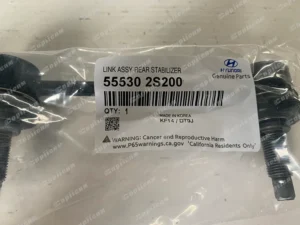 LINK ASSY-REAR STABILIZER
HYUNDAI
Genuine Parts
55530 2S200
QTY: 1
MADE IN KOREA
WARNING: Cancer and Reproductive Harm
www.P65warnings.ca.gov "California Residents Only"